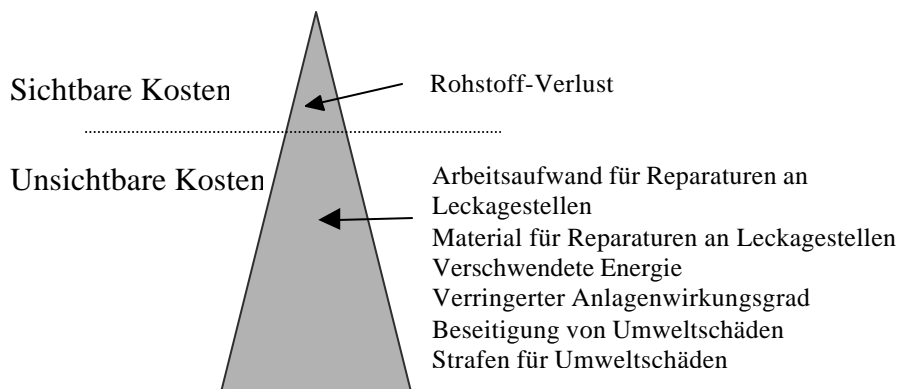 Sichtbare Kosten
Rohstoff-Verlust
Unsichtbare Kosten
Arbeitsaufwand für Reparaturen an
Leckagestellen
Material für Reparaturen an Leckagestellen
Verschwendete Energie
Verringerter Anlagenwirkungsgrad
Beseitigung von Umweltschäden
Strafen für Umweltschäden